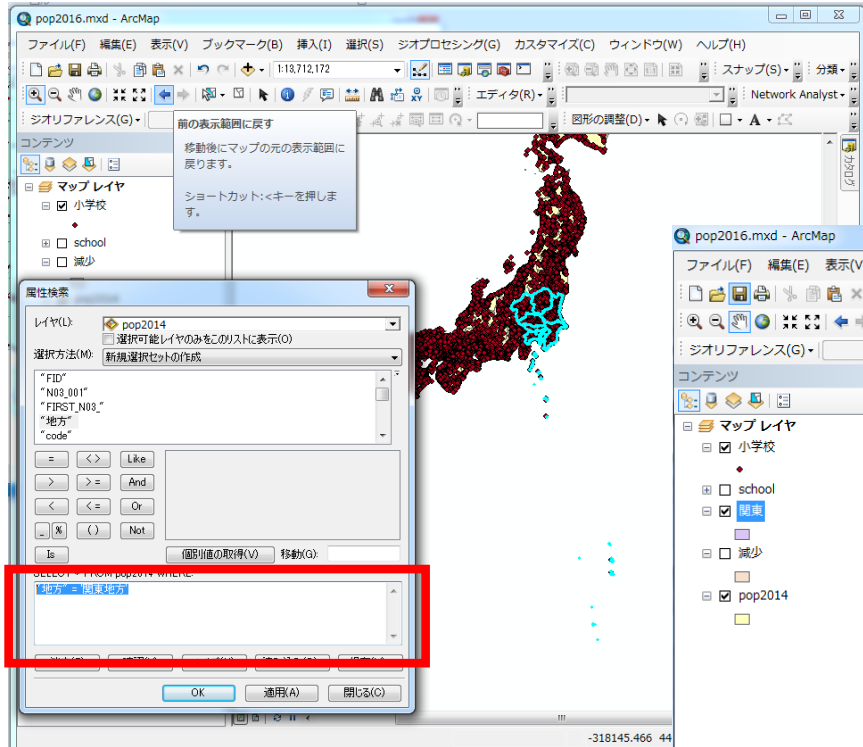 pop2016.mxd - ArcMap
ファイル(F) 編集(E) 表示(V) ブックマーク(B) 挿入(I) 選択(S) ジオプロセシング(G) カスタマイズ(C) ウィンドウ(W) ヘルプ(H)
1:13,712,172 スナップ(S) 分類
エディタ(R) Network Analyst
ジオリファレンス(G) 図形の調整(D) A
前の表示範囲に戻す
移動後にマップの元の表示範囲に
戻ります。
ショートカット:<キーを押しま
す。
コンテンツ
マップ レイヤ
小学校
school
減少
カタログ
属性検索
レイヤ(L): pop2014
選択可能レイヤのみをこのリストに表示(O)
選択方法(M): 新規選択セットの作成
"FID"
"N03_001"
"FIRST_N03_"
"地方"
"code"
= <> Like
> >= And
< <= Or
_ % () Not
Is 個別値の取得(V) 移動(G):
SELECT * FROM pop2014 WHERE:
"地方" = '関東地方'
OK 適用(A) 閉じる(C)
-318145.466 44
pop2016.mxd - ArcMap
ファイル(F) 編集(E) 表示(V
ジオリファレンス(G)
コンテンツ
マップ レイヤ
小学校
school
関東
減少
pop2014